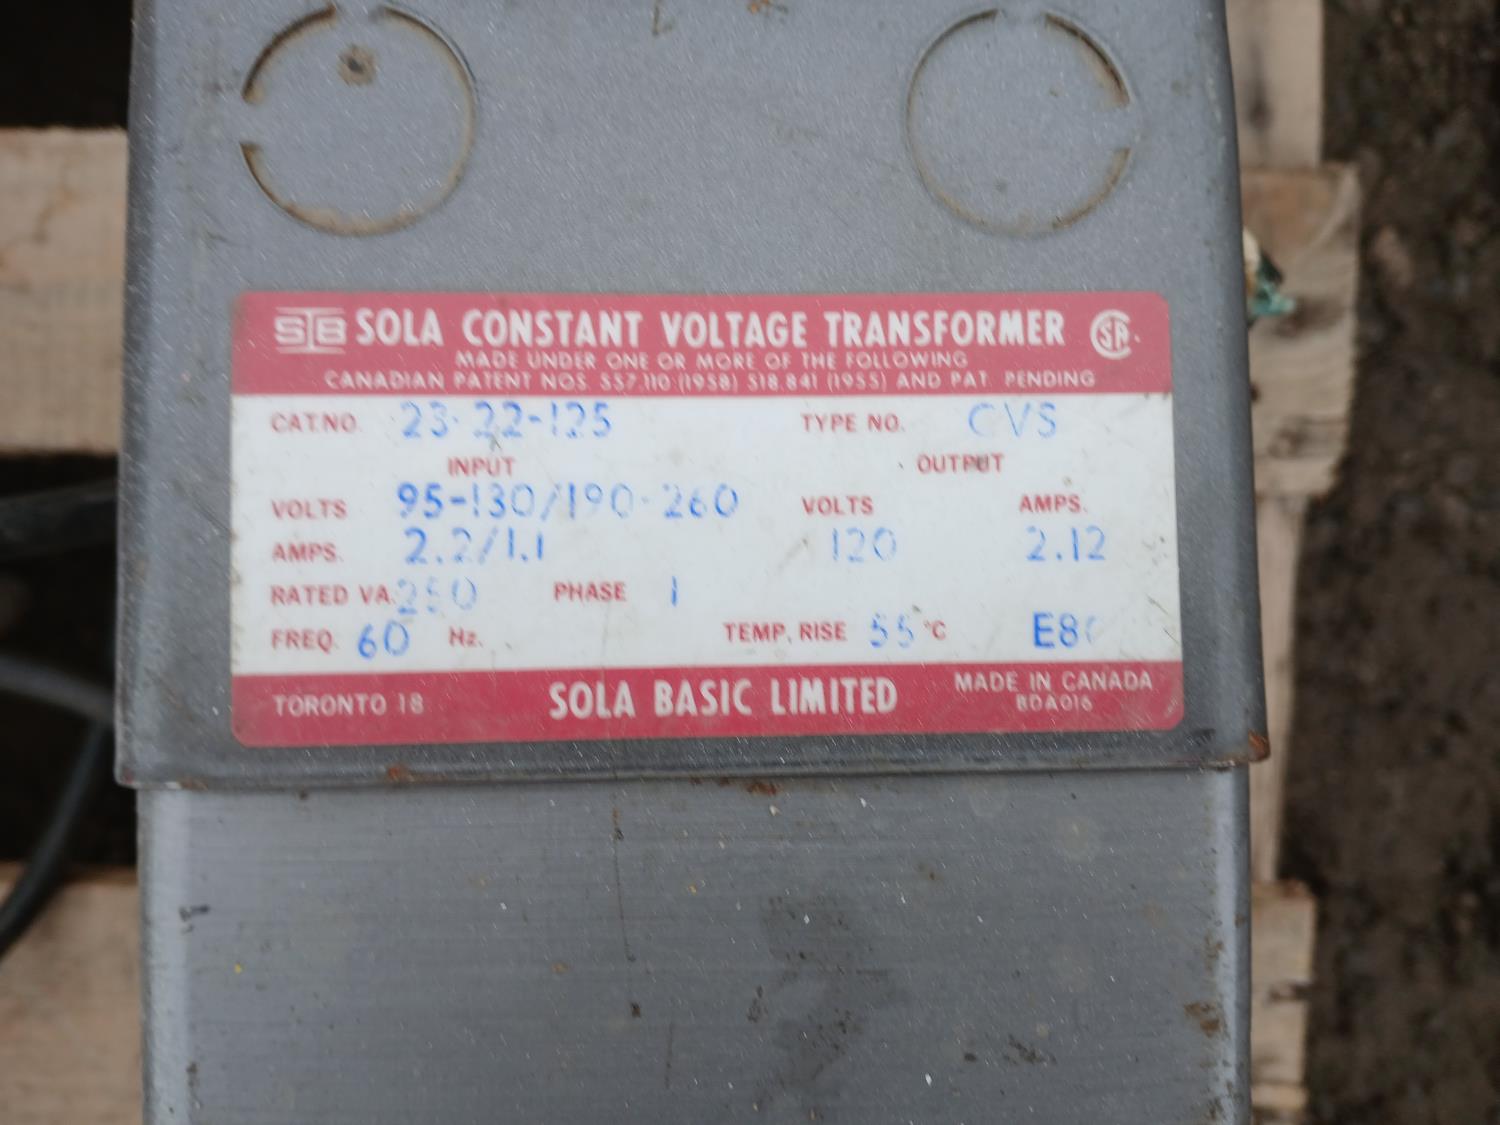 STB SOLA CONSTANT VOLTAGE TRANSFORMER SA
MADE UNDER ONE OR MORE OF THE FOLLOWING
CANADIAN PATENT NOS. 557.110 (1958) 518.841 (1955) AND PAT. PENDING
CAT.NO. 23-22-125 TYPE NO. CVS
INPUT OUTPUT
VOLTS 95-130/190-260 VOLTS AMPS.
AMPS. 2.2/1.1 120 2.12
RATED VA. 250 PHASE 1
FREQ. 60 Hz. TEMP. RISE 55 °C
TORONTO 18 SOLA BASIC LIMITED MADE IN CANADA
BDA016